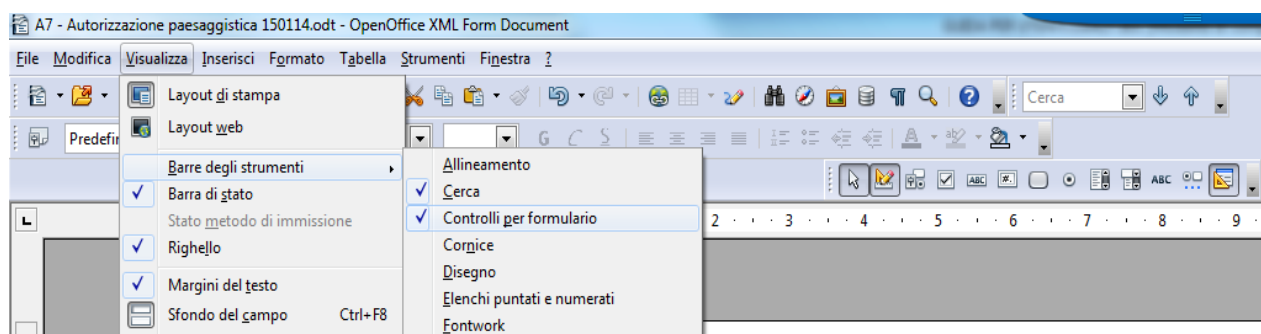 A7 - Autorizzazione paesaggistica 150114.odt - OpenOffice XML Form Document
File Modifica Visualizza Inserisci Formato Tabella Strumenti Finestra ?
Layout di stampa
Cerca
Layout web
G C S
Barre degli strumenti
Allineamento
ABC ABC
Barra di stato
Cerca
Stato metodo di immissione
Controlli per formulario
2 3 4 5 6 7 8 9
Righello
Cornice
Disegno
Margini del testo
Elenchi puntati e numerati
Sfondo del campo Ctrl+F8
Fontwork